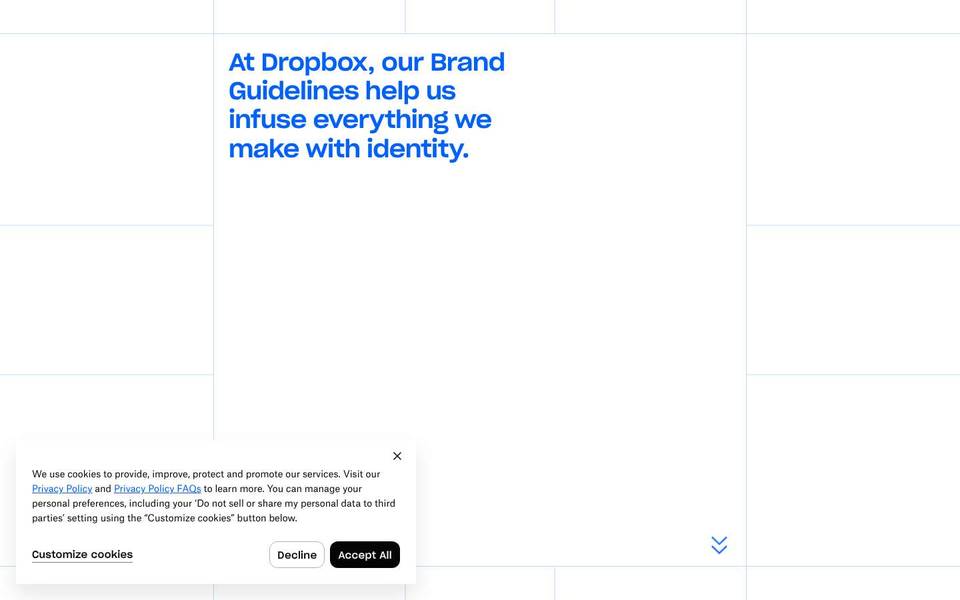 At Dropbox, our Brand
Guidelines help us
infuse everything we
make with identity.
We use cookies to provide, improve, protect and promote our services. Visit our
Privacy Policy and Privacy Policy FAQs to learn more. You can manage your
personal preferences, including your ‘Do not sell or share my personal data to third
parties’ setting using the “Customize cookies” button below.
Customize cookies
Decline
Accept All